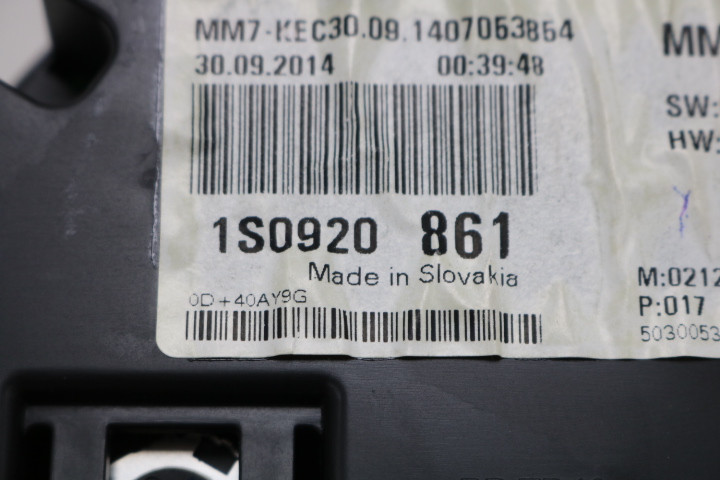 MM7-KEC30.09.1407053854
30.09.2014 00:39:48
1S0920 861
Made in Slovakia
0D+40AY9G
MM
SW:
HW:
M:0212
P:017
5030053